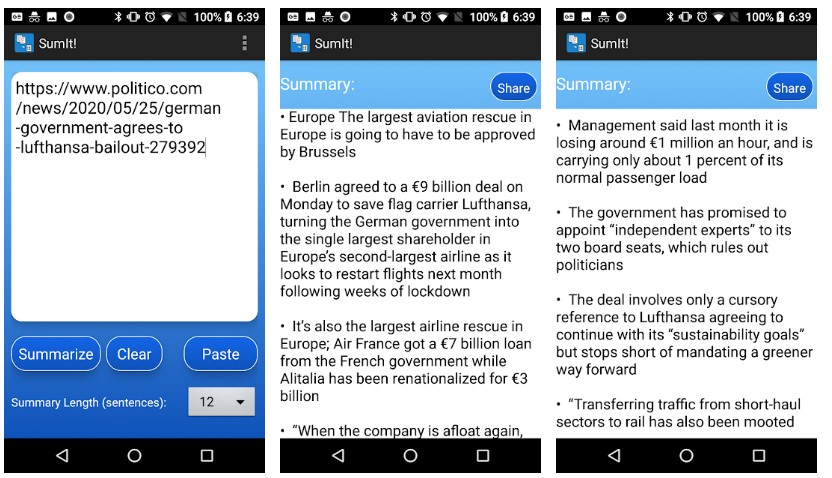 100% 6:39
SumIt!
https://www.politico.com
/news/2020/05/25/german
-government-agrees-to
-lufthansa-bailout-279392
Summarize Clear Paste
Summary Length (sentences): 12
100% 6:39
SumIt!
Summary: Share
• Europe The largest aviation rescue in
Europe is going to have to be approved
by Brussels
• Berlin agreed to a €9 billion deal on
Monday to save flag carrier Lufthansa,
turning the German government into
the single largest shareholder in
Europe's second-largest airline as it
looks to restart flights next month
following weeks of lockdown
• It's also the largest airline rescue in
Europe; Air France got a €7 billion loan
from the French government while
Alitalia has been renationalized for €3
billion
• “When the company is afloat again,
100% 6:39
SumIt!
Summary: Share
• Management said last month it is
losing around €1 million an hour, and is
carrying only about 1 percent of its
normal passenger load
• The government has promised to
appoint “independent experts” to its
two board seats, which rules out
politicians
• The deal involves only a cursory
reference to Lufthansa agreeing to
continue with its “sustainability goals”
but stops short of mandating a greener
way forward
• “Transferring traffic from short-haul
sectors to rail has also been mooted